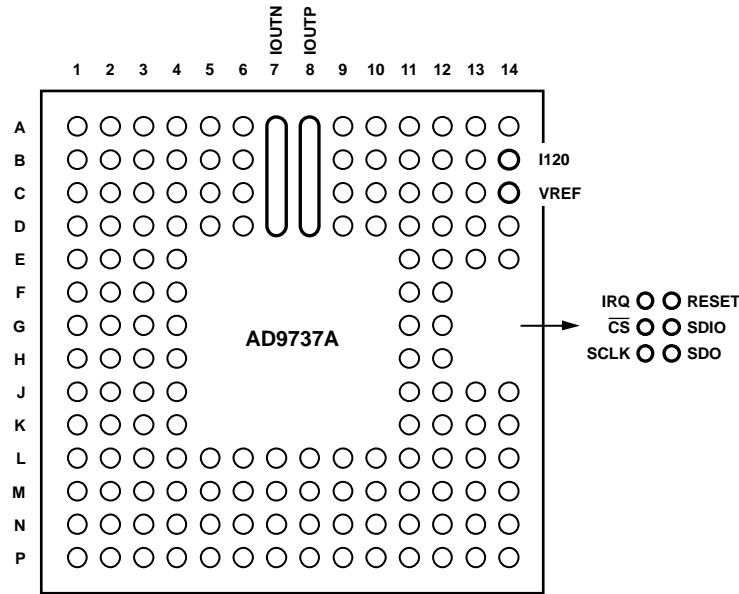 IOUTN
IOUTP
1 2 3 4 5 6 7 8 9 10 11 12 13 14
A
B I120
C VREF
D
E
F
IRQ RESET
G AD9737A
CS SDIO
H
SCLK SDO
J
K
L
M
N
P